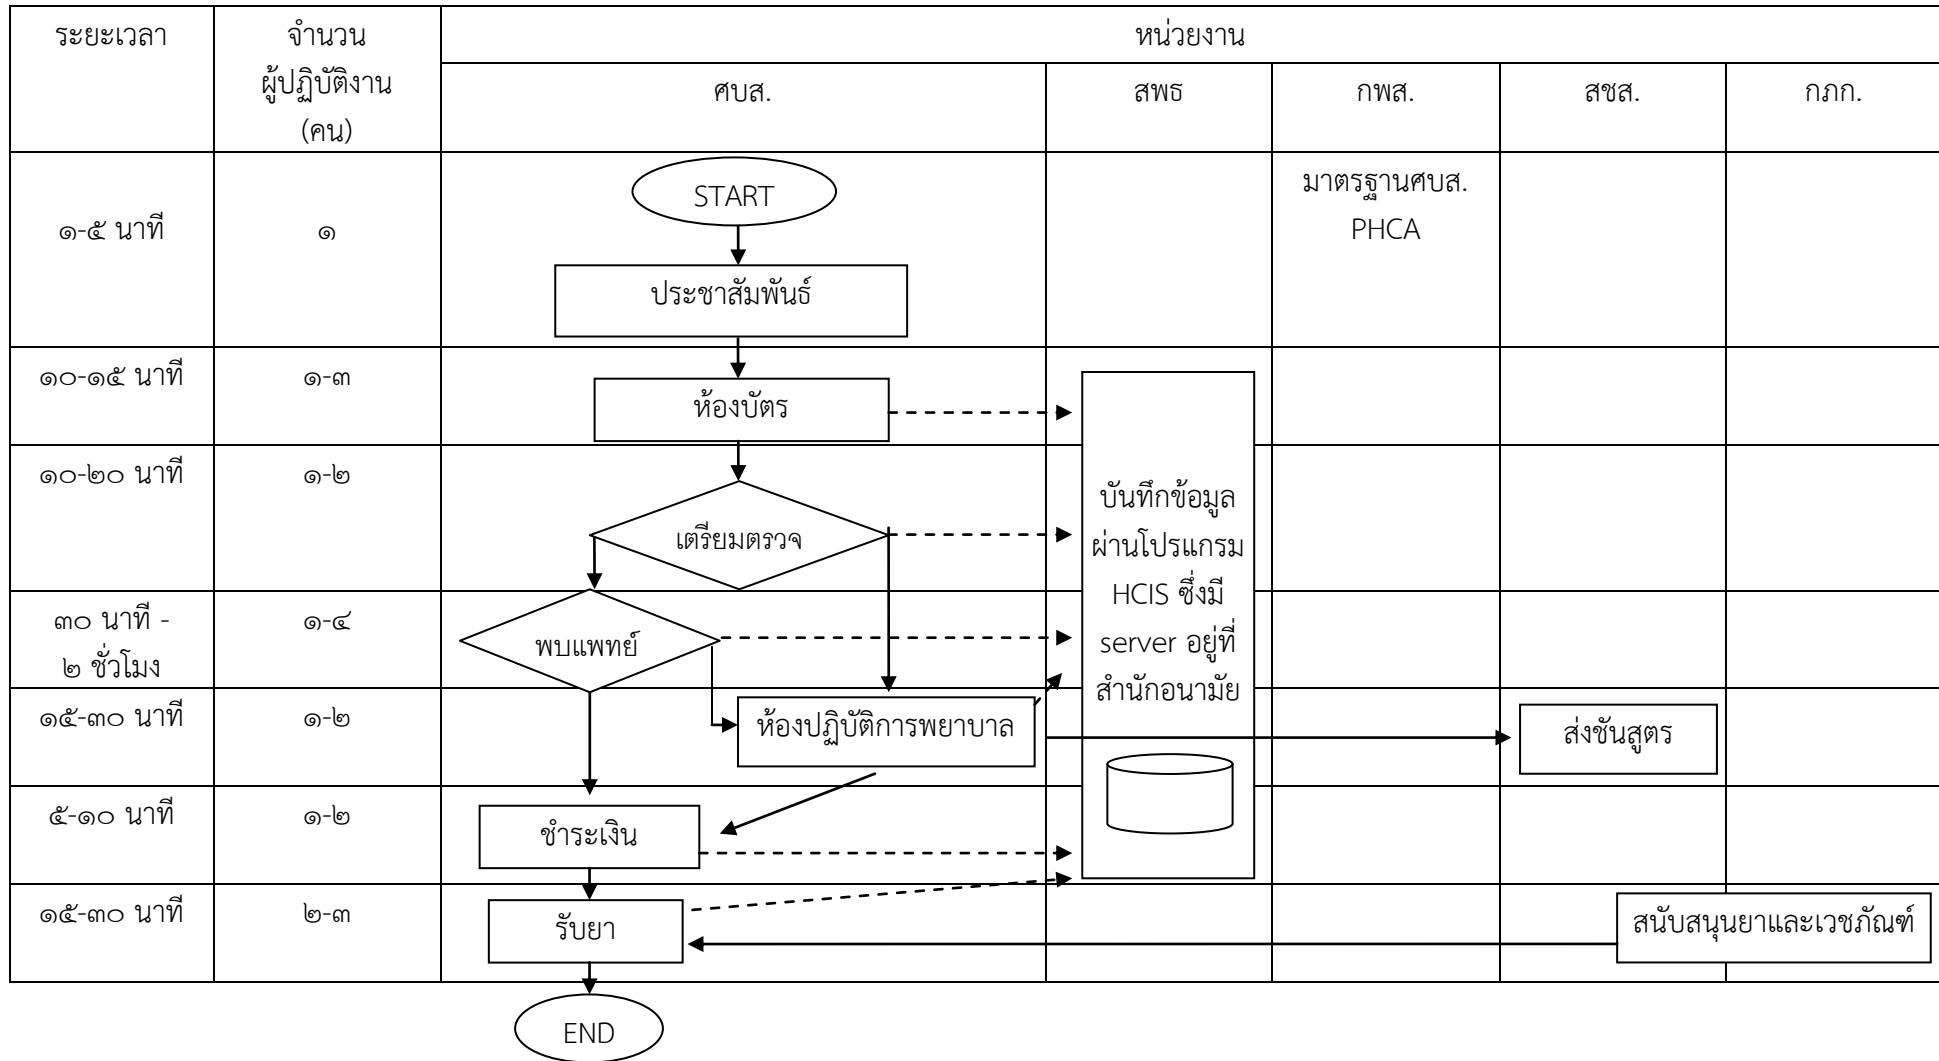 ระยะเวลา
จำนวน
ผู้ปฏิบัติงาน
(คน)
หน่วยงาน
ศบส.
สพธ
กพส.
สชส.
กภก.
๑-๕ นาที
๑
START
ประชาสัมพันธ์
มาตรฐานศบส.
PHCA
๑๐-๑๕ นาที
๑-๓
ห้องบัตร
๑๐-๒๐ นาที
๑-๒
เตรียมตรวจ
บันทึกข้อมูล
ผ่านโปรแกรม
HCIS ซึ่งมี
server อยู่ที่
สำนักอนามัย
๓๐ นาที -
๒ ชั่วโมง
๑-๔
พบแพทย์
๑๕-๓๐ นาที
๑-๒
ห้องปฏิบัติการพยาบาล
ส่งชันสูตร
๕-๑๐ นาที
๑-๒
ชำระเงิน
๑๕-๓๐ นาที
๒-๓
รับยา
สนับสนุนยาและเวชภัณฑ์
END